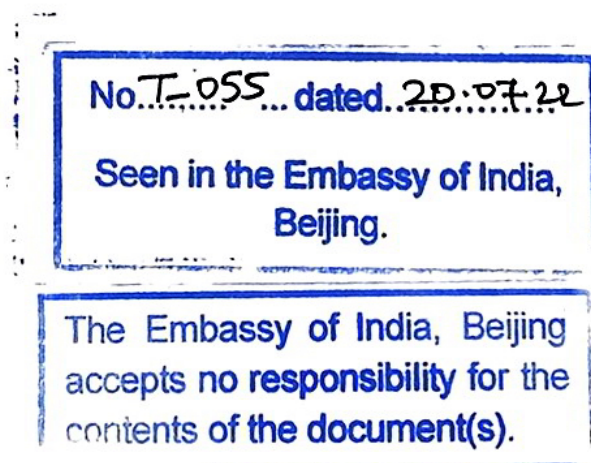 No. T-055 ... dated. 20.07.22
Seen in the Embassy of India,
Beijing.
The Embassy of India, Beijing
accepts no responsibility for the
contents of the document(s).